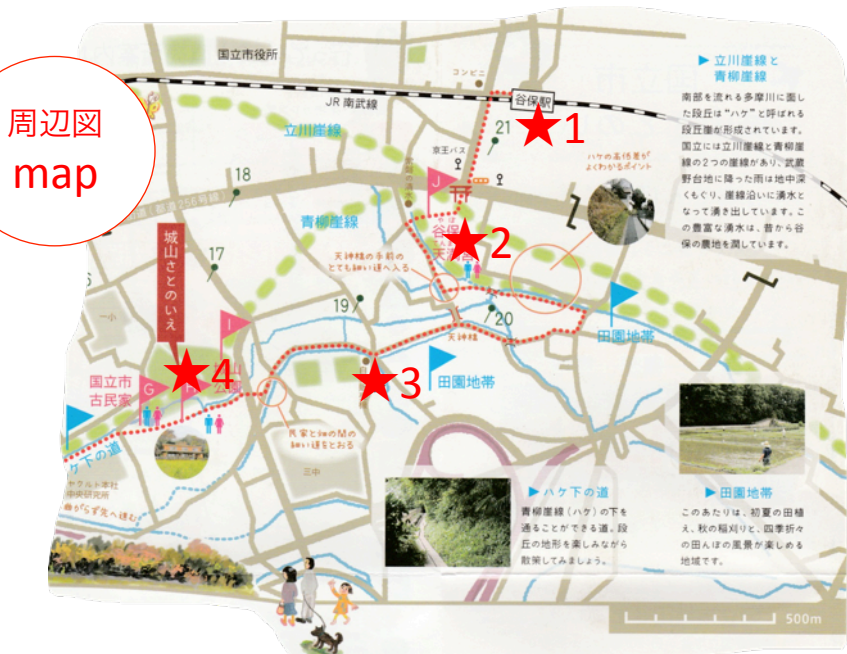 周辺図
map
国立市役所
コンビニ
JR 南武線
谷保駅
立川崖線
21
1
京王バス
18
J
青柳崖線
2
17
城山さとのいえ
天神橋の手前の
とても細い道へ入る
ハケの高低差が
よくわかるポイント
19
20
天神橋
田園地帯
一小
I
4
3
田園地帯
国立市
古民家
G
H
民家と畑の間の
細い道をとおる
三中
ヤクルト本社
中央研究所
▶ 立川崖線と
青柳崖線
南部を流れる多摩川に面し
た段丘は“ハケ”と呼ばれる
段丘崖が形成されています。
国立には立川崖線と青柳崖
線の2つの崖線があり、武蔵
野台地に降った雨は地中深
くもぐり、崖線沿いに湧水と
なって湧き出しています。こ
の豊富な湧水は、昔から谷
保の農地を潤しています。
▶ ハケ下の道
青柳崖線（ハケ）の下を
通ることができる道。段
丘の地形を楽しみながら
散策してみましょう。
▶ 田園地帯
このあたりは、初夏の田植
え、秋の稲刈りと、四季折々
の田んぼの風景が楽しめる
地域です。
500m